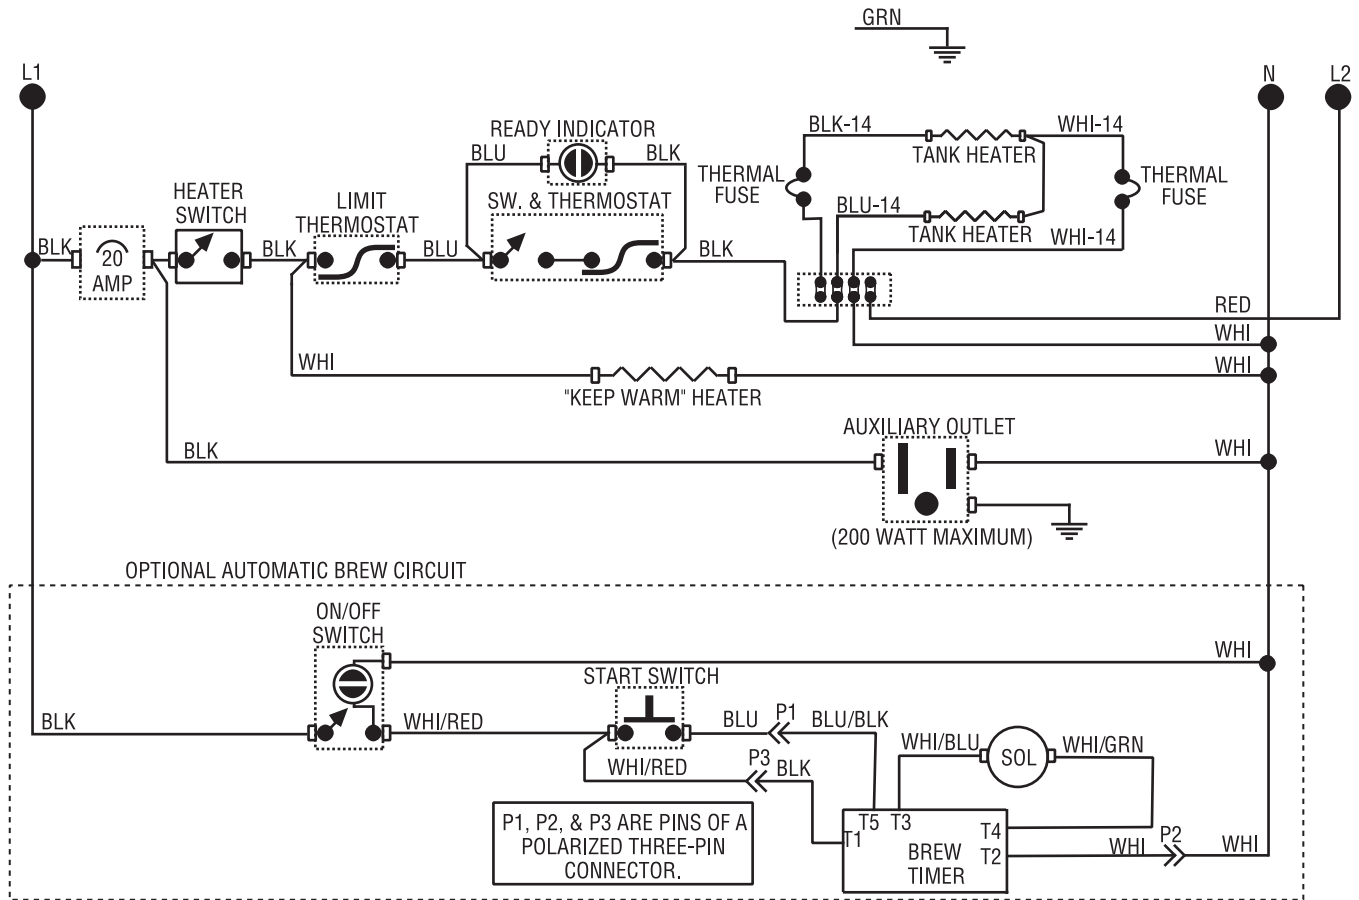 GRN
L1
N
L2
READY INDICATOR
BLU
BLK
BLK-14
WHI-14
TANK HEATER
THERMAL
FUSE
THERMAL
FUSE
HEATER
SWITCH
LIMIT
THERMOSTAT
SW. & THERMOSTAT
BLU-14
TANK HEATER
WHI-14
BLK
20
AMP
BLK
BLU
BLK
RED
WHI
WHI
WHI
"KEEP WARM" HEATER
AUXILIARY OUTLET
BLK
WHI
(200 WATT MAXIMUM)
OPTIONAL AUTOMATIC BREW CIRCUIT
ON/OFF
SWITCH
WHI
START SWITCH
BLK
WHI/RED
BLU
P1
BLU/BLK
WHI/RED
P3
BLK
WHI/BLU
SOL
WHI/GRN
P1, P2, & P3 ARE PINS OF A
POLARIZED THREE-PIN
CONNECTOR.
T5
T3
T1
T4
T2
BREW
TIMER
WHI
P2
WHI